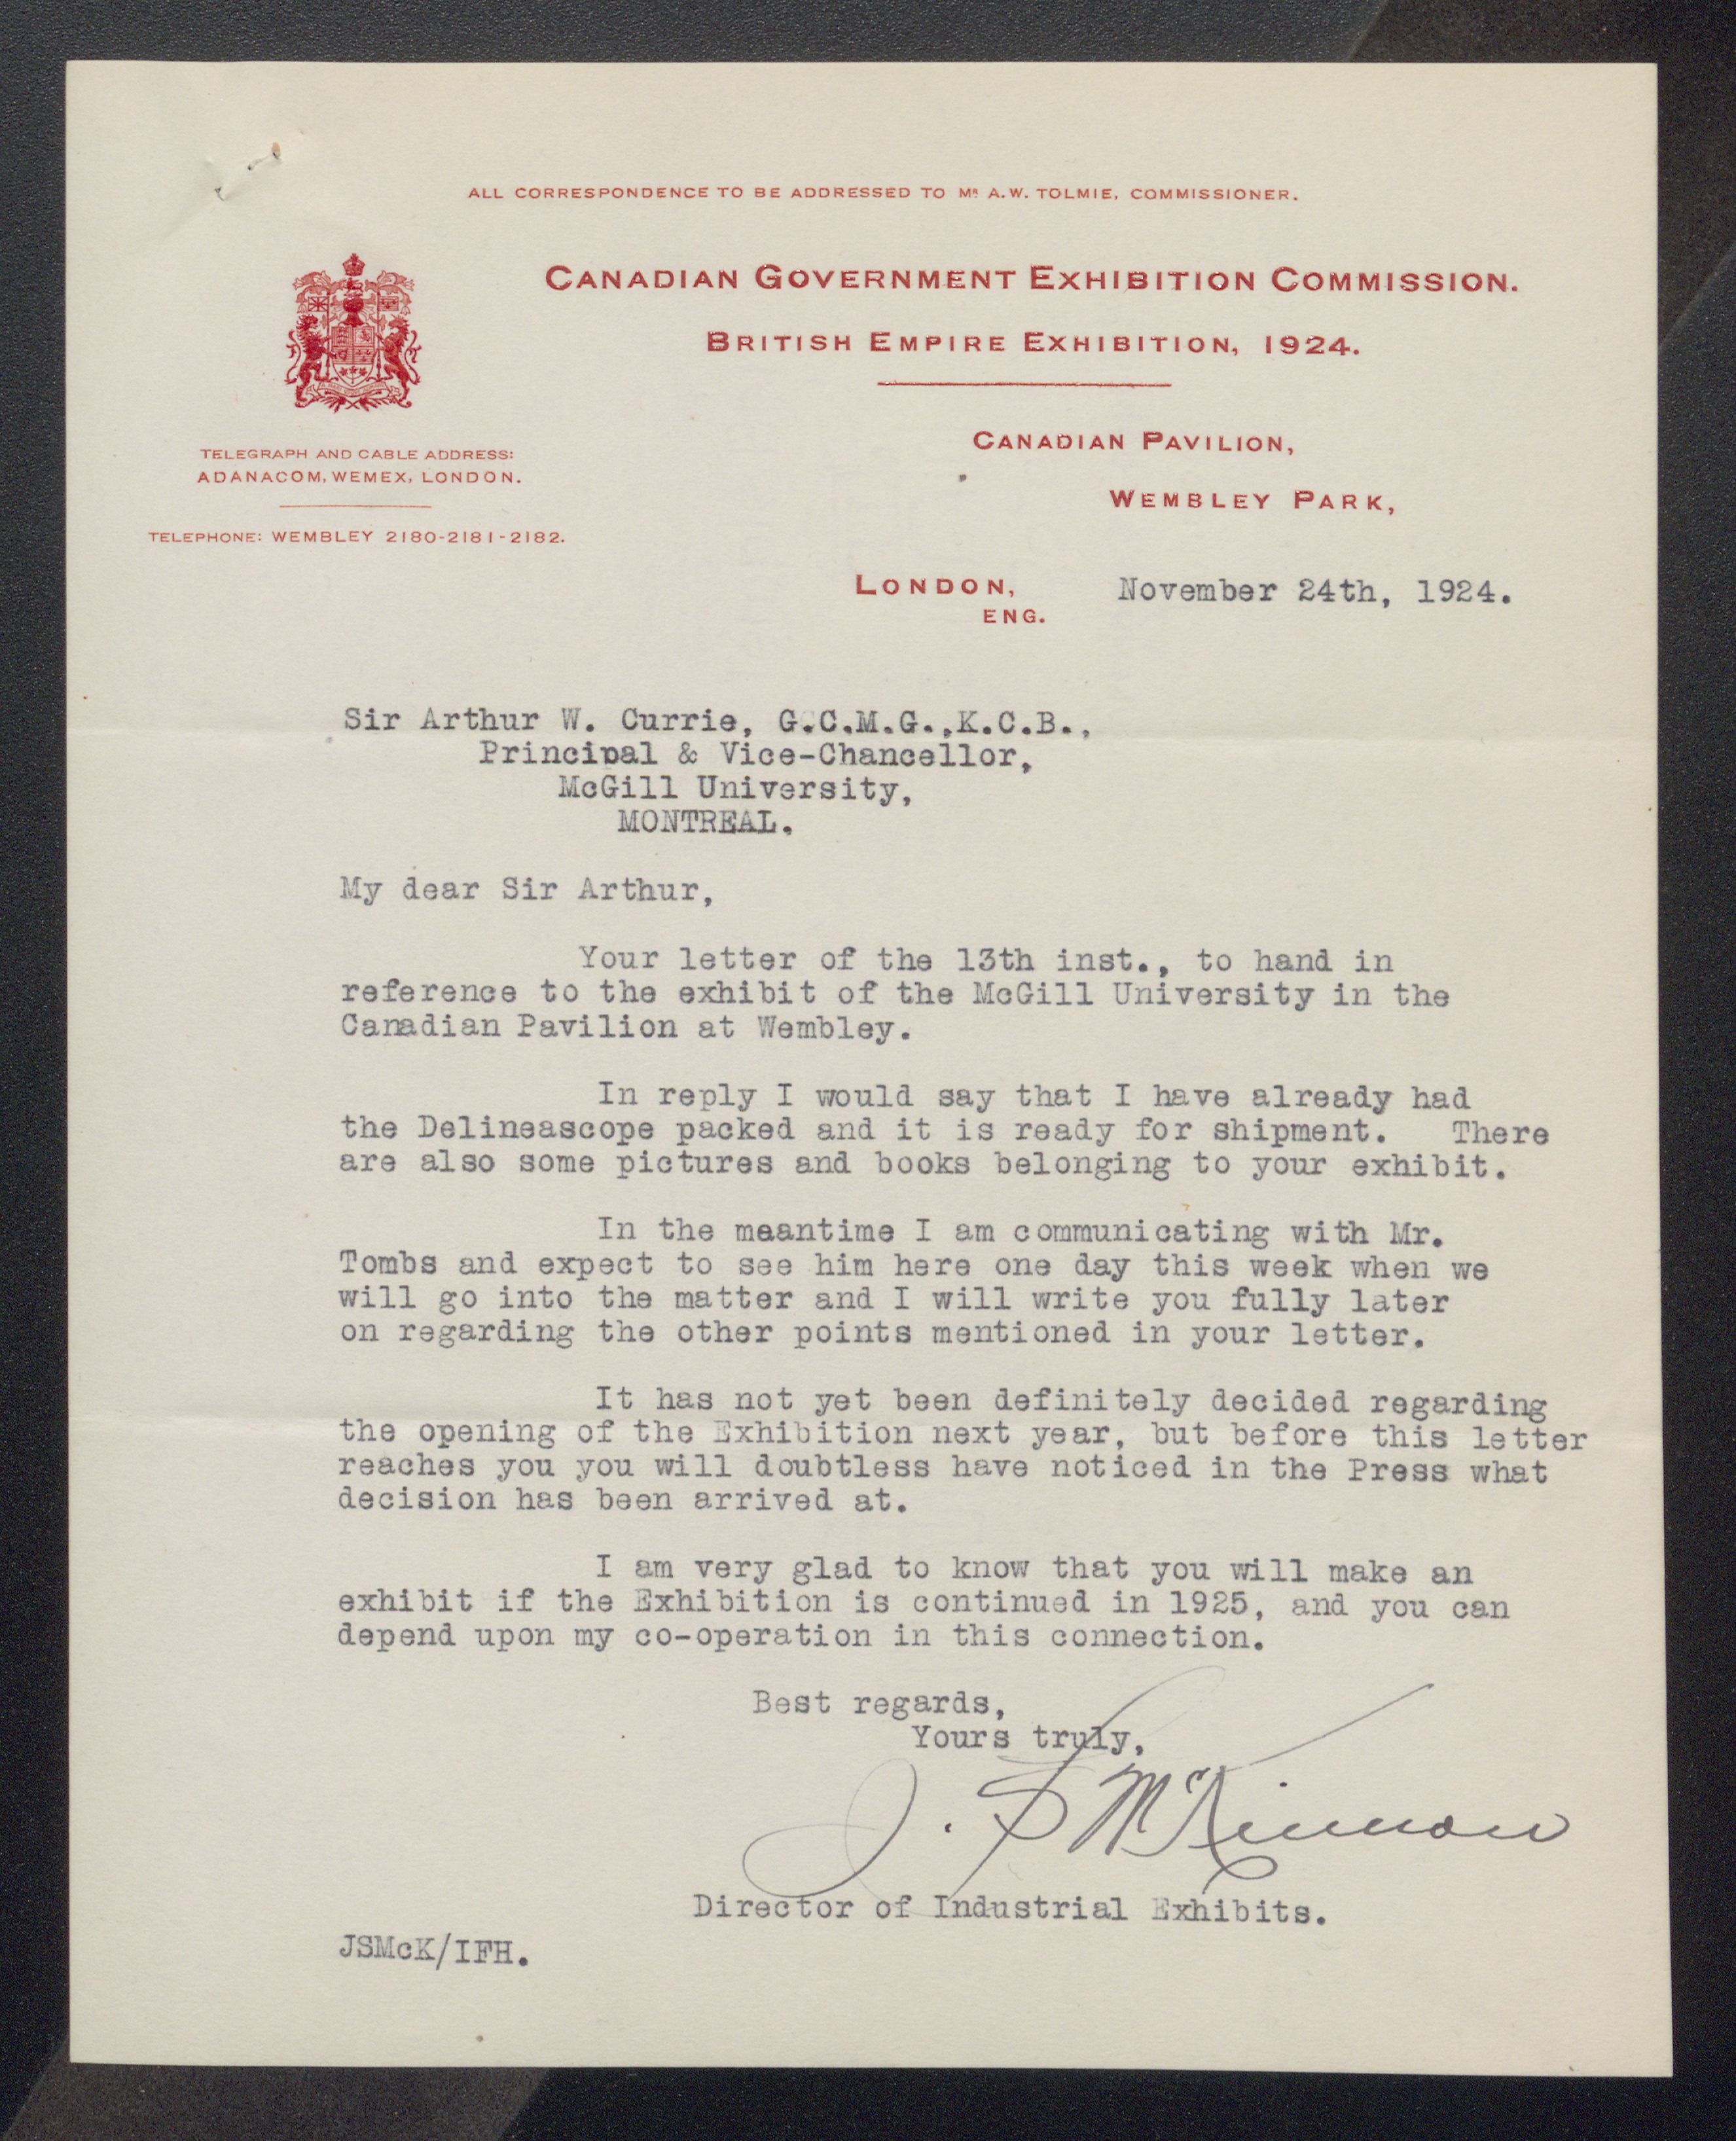 ALL CORRESPONDENCE TO BE ADDRESSED TO MR A.W. TOLMIE, COMMISSIONER.
CANADIAN GOVERNMENT EXHIBITION COMMISSION.
BRITISH EMPIRE EXHIBITION, 1924.
TELEGRAPH AND CABLE ADDRESS:
ADANACOM, WEMEX, LONDON.
TELEPHONE: WEMBLEY 2180-2181-2182.
CANADIAN PAVILION,
WEMBLEY PARK,
LONDON, November 24th, 1924.
ENG.
Sir Arthur W. Currie, G.C.M.G.,K.C.B.,
Principal & Vice-Chancellor,
McGill University,
MONTREAL.
My dear Sir Arthur,
Your letter of the 13th inst., to hand in
reference to the exhibit of the McGill University in the
Canadian Pavilion at Wembley.
In reply I would say that I have already had
the Delineascope packed and it is ready for shipment. There
are also some pictures and books belonging to your exhibit.
In the meantime I am communicating with Mr.
Tombs and expect to see him here one day this week when we
will go into the matter and I will write you fully later
on regarding the other points mentioned in your letter.
It has not yet been definitely decided regarding
the opening of the Exhibition next year, but before this letter
reaches you you will doubtless have noticed in the Press what
decision has been arrived at.
I am very glad to know that you will make an
exhibit if the Exhibition is continued in 1925, and you can
depend upon my co-operation in this connection.
Best regards,
Yours truly,
J. S McKinnon
Director of Industrial Exhibits.
JSMcK/IFH.